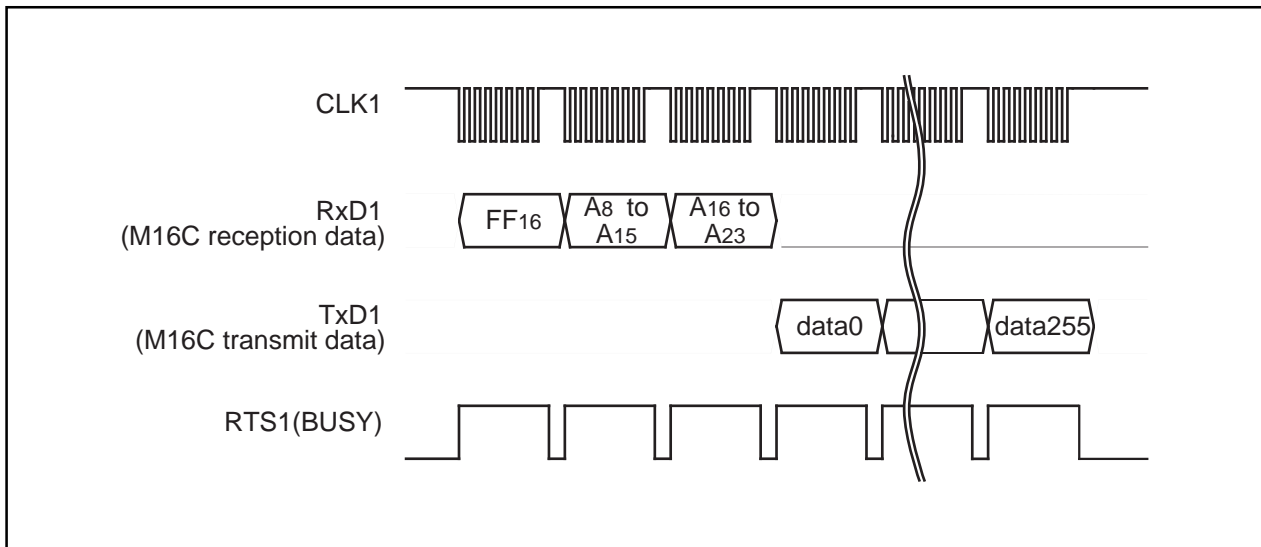 CLK1
RxD1
(M16C reception data)
FF16
A8 to
A15
A16 to
A23
TxD1
(M16C transmit data)
data0
data255
RTS1(BUSY)